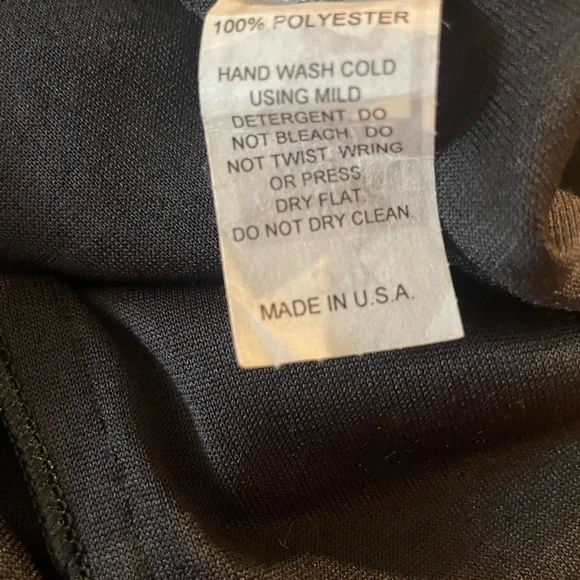 100% POLYESTER
HAND WASH COLD
USING MILD
DETERGENT. DO
NOT BLEACH. DO
NOT TWIST. WRING
OR PRESS
DRY FLAT.
DO NOT DRY CLEAN.
MADE IN U.S.A.